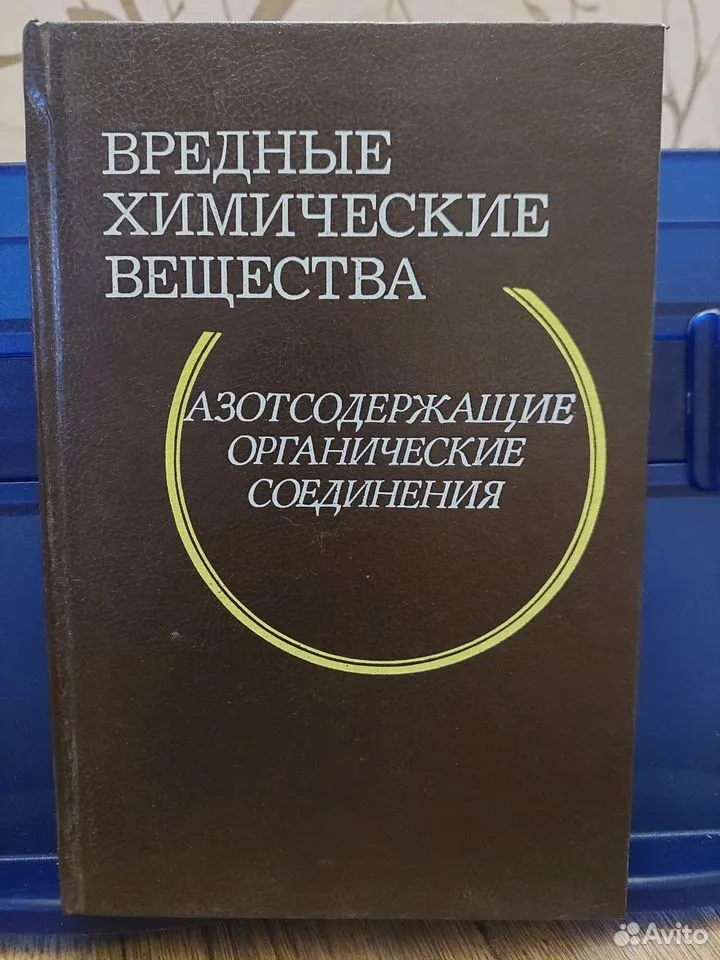 ВРЕДНЫЕ
ХИМИЧЕСКИЕ
ВЕЩЕСТВА
АЗОТСОДЕРЖАЩИЕ
ОРГАНИЧЕСКИЕ
СОЕДИНЕНИЯ
Avito